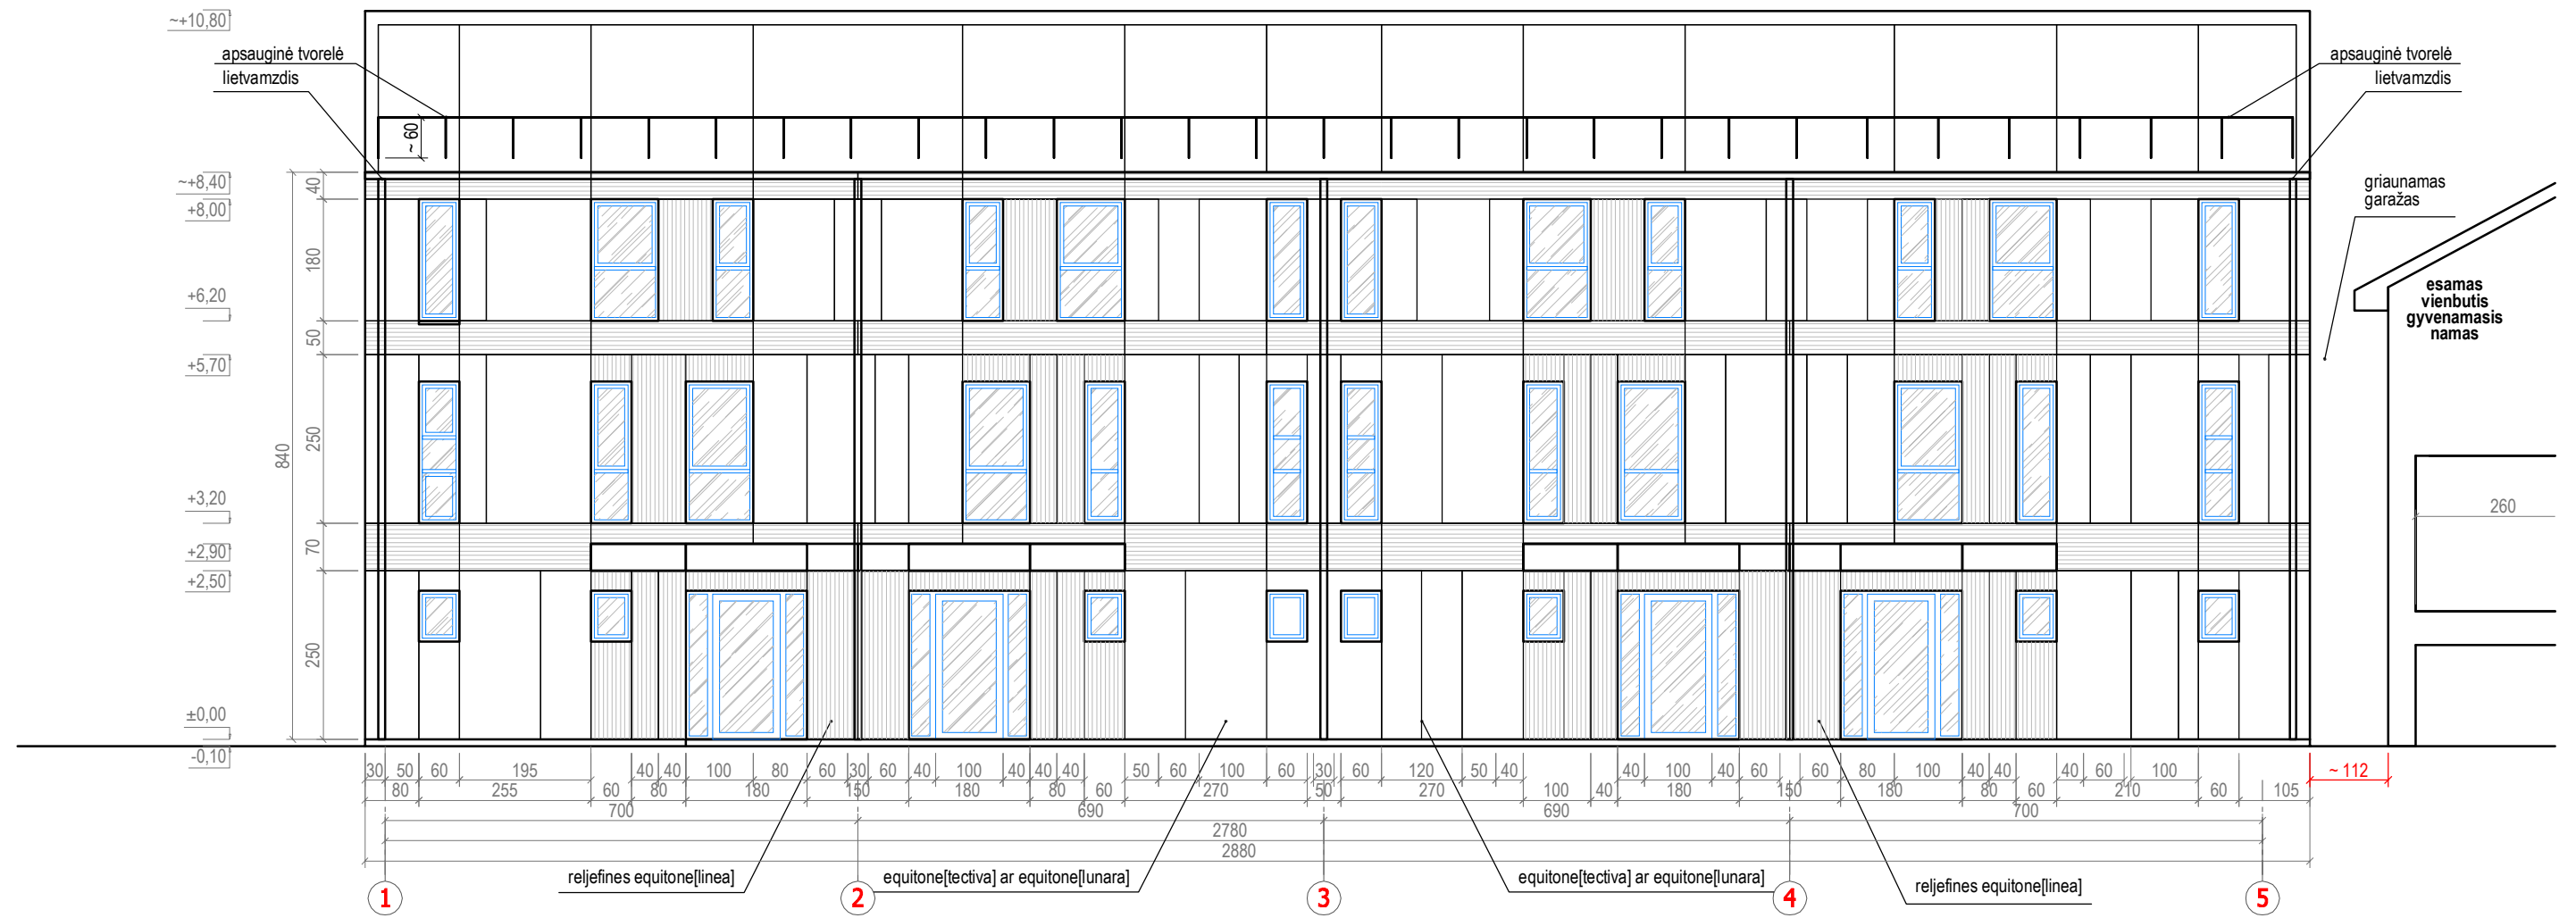 ~+10,80
apsauginė tvorelė
lietvamzdis
apsauginė tvorelė
lietvamzdis
~ 60
~+8,40
+8,00
+6,20
+5,70
+3,20
+2,90
+2,50
±0,00
-0,10
40
180
50
250
70
250
840
griaunamas
garažas
esamas
vienbutis
gyvenamasis
namas
260
30 50 60 195 40 40 100 80 60 30 60 40 100 40 40 40 50 60 100 60 30 60 120 50 40 40 100 40 60 60 80 100 40 40 40 60 100 ~ 112
80 255 60 80 180 150 180 80 60 270 50 270 100 40 180 150 180 80 60 210 60 105
700 690 690 700
2780
2880
reljefines equitone[linea]
equitone[tectiva] ar equitone[lunara]
equitone[tectiva] ar equitone[lunara]
reljefines equitone[linea]
1 2 3 4 5